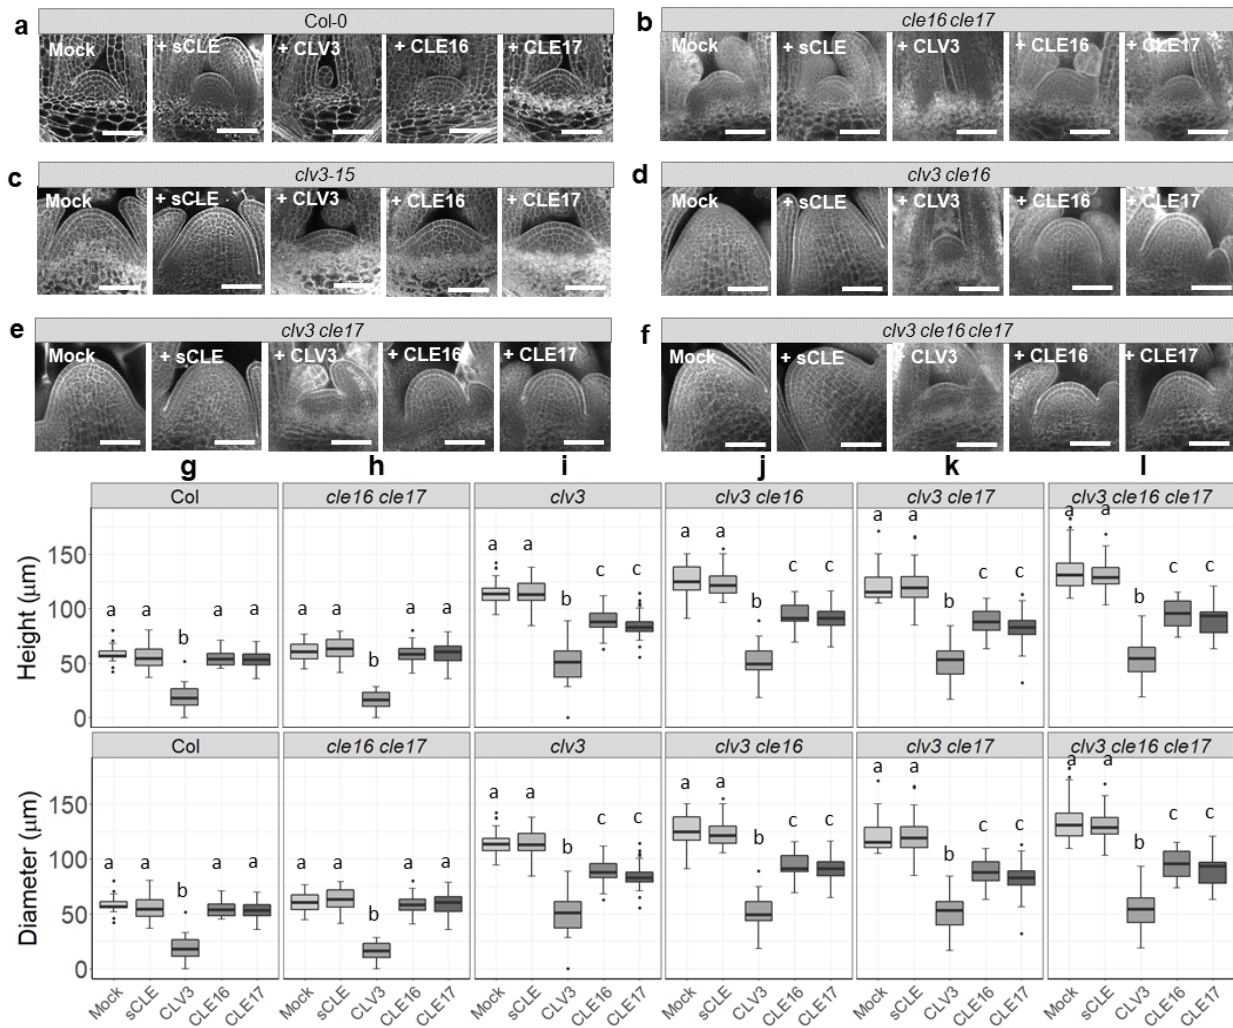 a
Col-0
Mock
+ sCLE
+ CLV3
+ CLE16
+ CLE17
b
cle16 cle17
Mock
+ sCLE
+ CLV3
+ CLE16
+ CLE17
c
clv3-15
Mock
+ sCLE
+ CLV3
+ CLE16
+ CLE17
d
clv3 cle16
Mock
+ sCLE
+ CLV3
+ CLE16
+ CLE17
e
clv3 cle17
Mock
+ sCLE
+ CLV3
+ CLE16
+ CLE17
f
clv3 cle16 cle17
Mock
+ sCLE
+ CLV3
+ CLE16
+ CLE17
g h i j k l
Col cle16 cle17 clv3 clv3 cle16 clv3 cle17 clv3 cle16 cle17
Height (μm)
150
100
50
0
a a b a a
a a b a a
a a b c c
a a b c c
a a b c c
a a b c c
Col cle16 cle17 clv3 clv3 cle16 clv3 cle17 clv3 cle16 cle17
Diameter (μm)
150
100
50
0
a a b a a
a a b a a
a a b c c
a a b c c
a a b c c
a a b c c
Mock sCLE CLV3 CLE16 CLE17
Mock sCLE CLV3 CLE16 CLE17
Mock sCLE CLV3 CLE16 CLE17
Mock sCLE CLV3 CLE16 CLE17
Mock sCLE CLV3 CLE16 CLE17
Mock sCLE CLV3 CLE16 CLE17